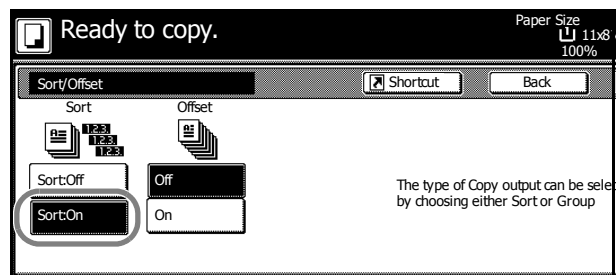 Ready to copy.
Paper Size
11x8
100%
Sort/Offset
Shortcut
Back
Sort
Offset
1,2,3,
1,2,3,
1,2,3,
Sort:Off
Off
Sort:On
On
The type of Copy output can be sele
by choosing either Sort or Group